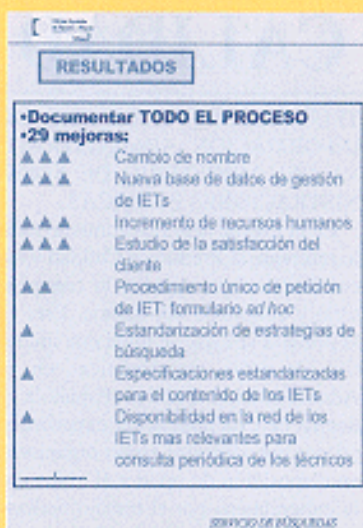 RESULTADOS
•Documentar TODO EL PROCESO
•29 mejoras:
▲ ▲ ▲ Cambio de nombre
▲ ▲ ▲ Nueva base de datos de gestión
de IETs
▲ ▲ ▲ Incremento de recursos humanos
▲ ▲ ▲ Estudio de la satisfacción del
cliente
▲ ▲ Procedimiento único de petición
de IET: formulario ad hoc
▲ Estandarización de estrategias de
búsqueda
▲ Especificaciones estandarizadas
para el contenido de los IETs
▲ Disponibilidad en la red de los
IETs mas relevantes para
consulta periódica de los técnicos
SERVICIO DE BÚSQUEDAS